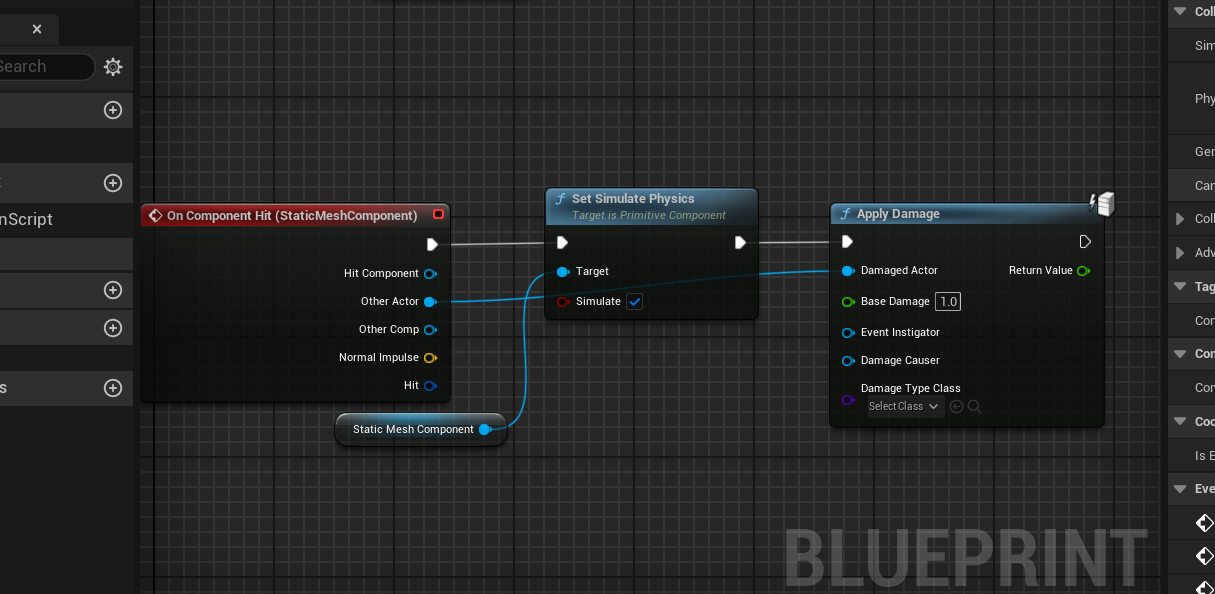 Search
nScript
On Component Hit (StaticMeshComponent)
Hit Component
Other Actor
Other Comp
Normal Impulse
Hit
Static Mesh Component
Set Simulate Physics
Target is Primitive Component
Target
Simulate
Apply Damage
Damaged Actor
Return Value
Base Damage 1.0
Event Instigator
Damage Causer
Damage Type Class
Select Class
BLUEPRINT
Coll
Sim
Phy
Gen
Can
Coll
Adv
Tag
Con
Com
Con
Coo
Is E
Eve